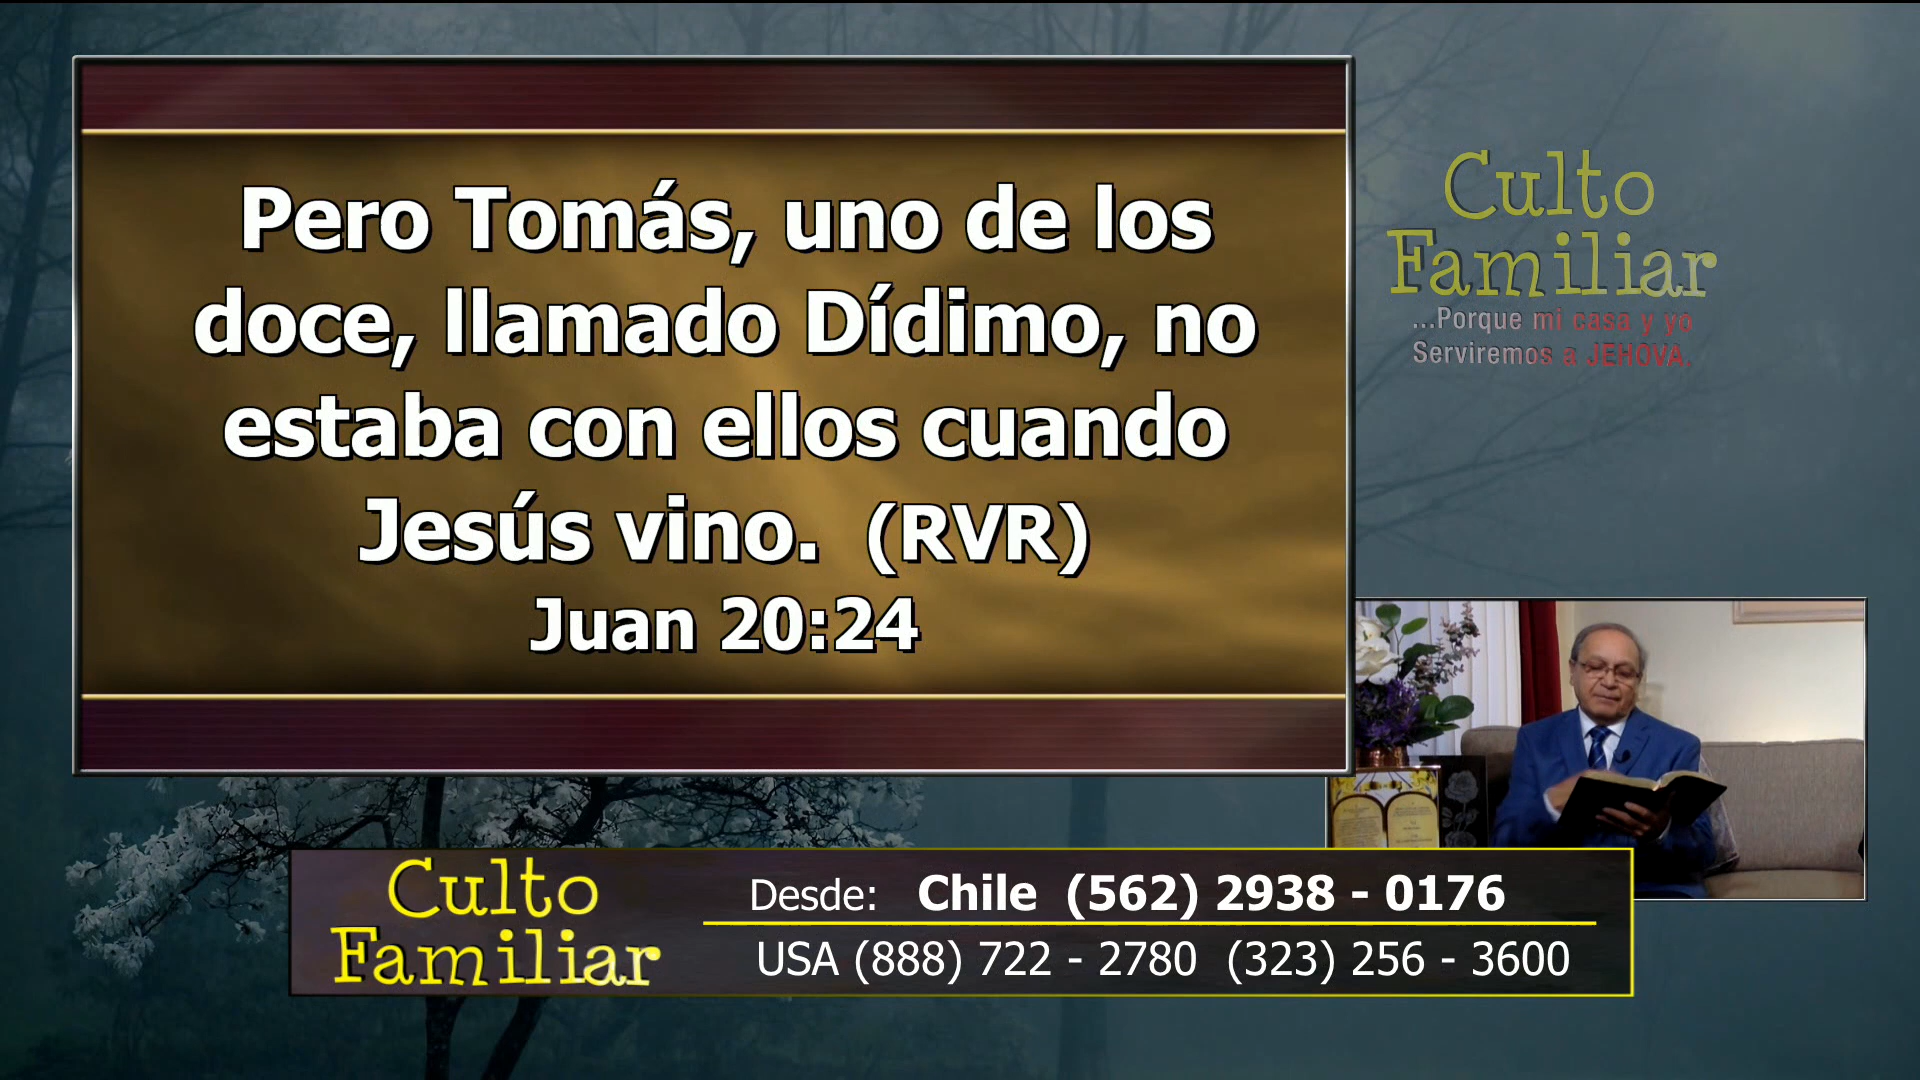 Pero Tomás, uno de los
doce, llamado Dídimo, no
estaba con ellos cuando
Jesús vino. (RVR)
Juan 20:24
Culto
Familiar
...Porque mi casa y yo
Serviremos a JEHOVA.
Culto
Familiar
Desde: Chile (562) 2938 - 0176
USA (888) 722 - 2780 (323) 256 - 3600